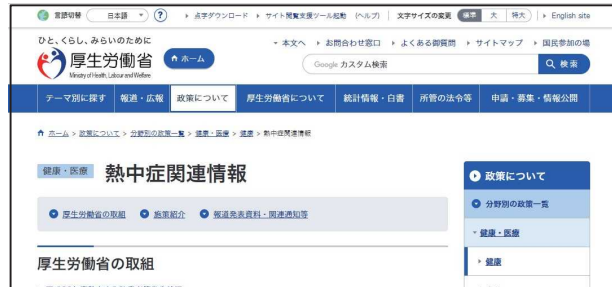 言語切替 日本語 ? 点字ダウンロード サイト閲覧支援ツール起動 (ヘルプ) 文字サイズの変更 標準 大 特大 English site
ひと、くらし、みらいのために
本文へ お問合わせ窓口 よくある御質問 サイトマップ 国民参加の場
厚生労働省 ホーム
Ministry of Health, Labour and Welfare
Google カスタム検索 検索
テーマ別に探す 報道・広報 政策について 厚生労働省について 統計情報・白書 所管の法令等 申請・募集・情報公開
ホーム > 政策について > 分野別の政策一覧 > 健康・医療 > 健康 > 熱中症関連情報
健康・医療 熱中症関連情報
政策について
分野別の政策一覧
厚生労働省の取組 施策紹介 報道発表資料・関連通知等
健康・医療
厚生労働省の取組
健康